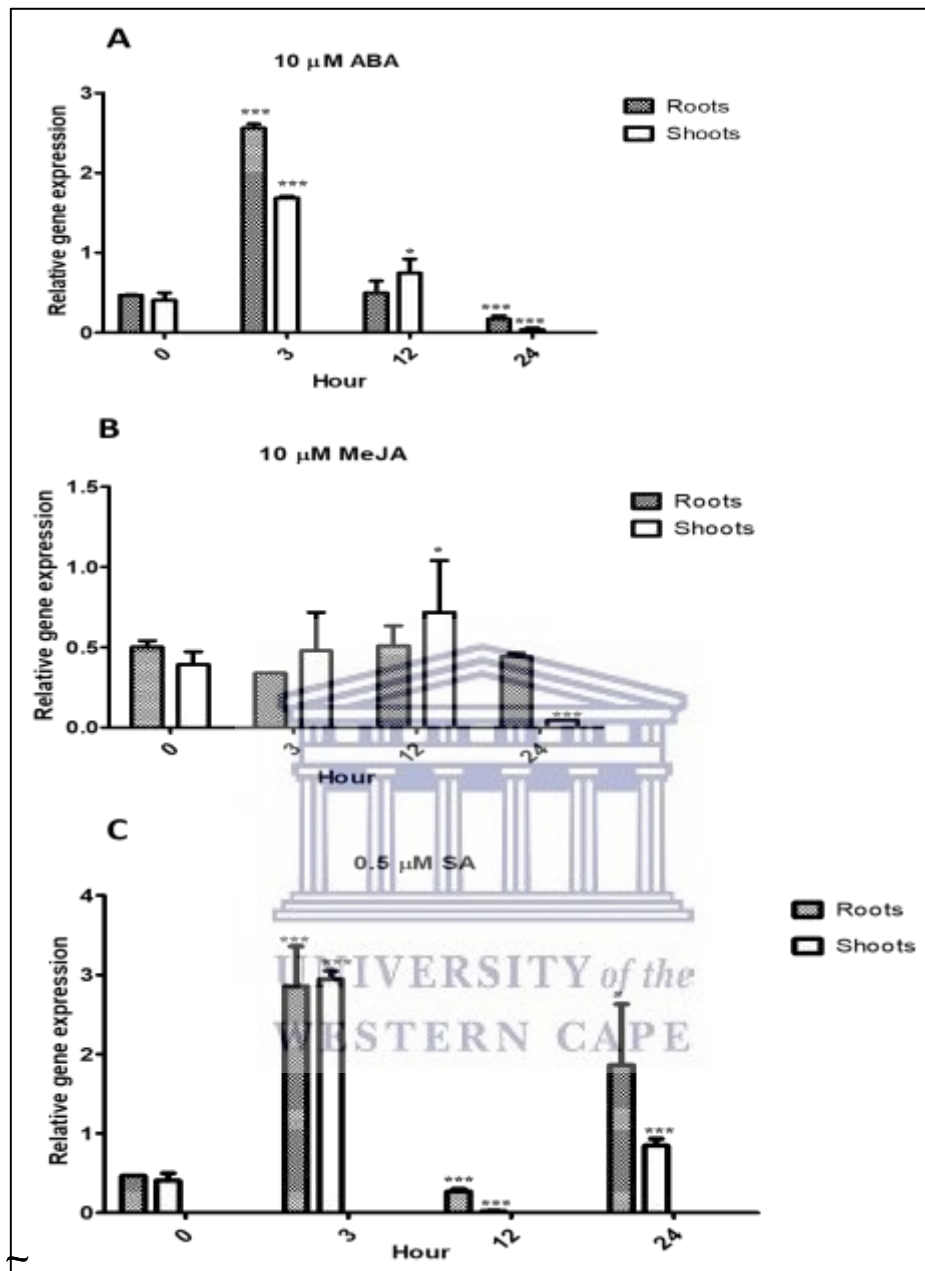 A
10 μM ABA
Relative gene expression
3
2
1
0
***
***
*
***
***
0
3
12
24
Hour
Roots
Shoots
B
10 μM MeJA
Relative gene expression
1.5
1.0
0.5
0.0
*
***
0
3
12
24
Hour
Roots
Shoots
C
0.5 μM SA
Relative gene expression
4
3
2
1
0
***
***
***
***
***
0
3
12
24
Hour
Roots
Shoots
UNIVERSITY of the
WESTERN CAPE
~